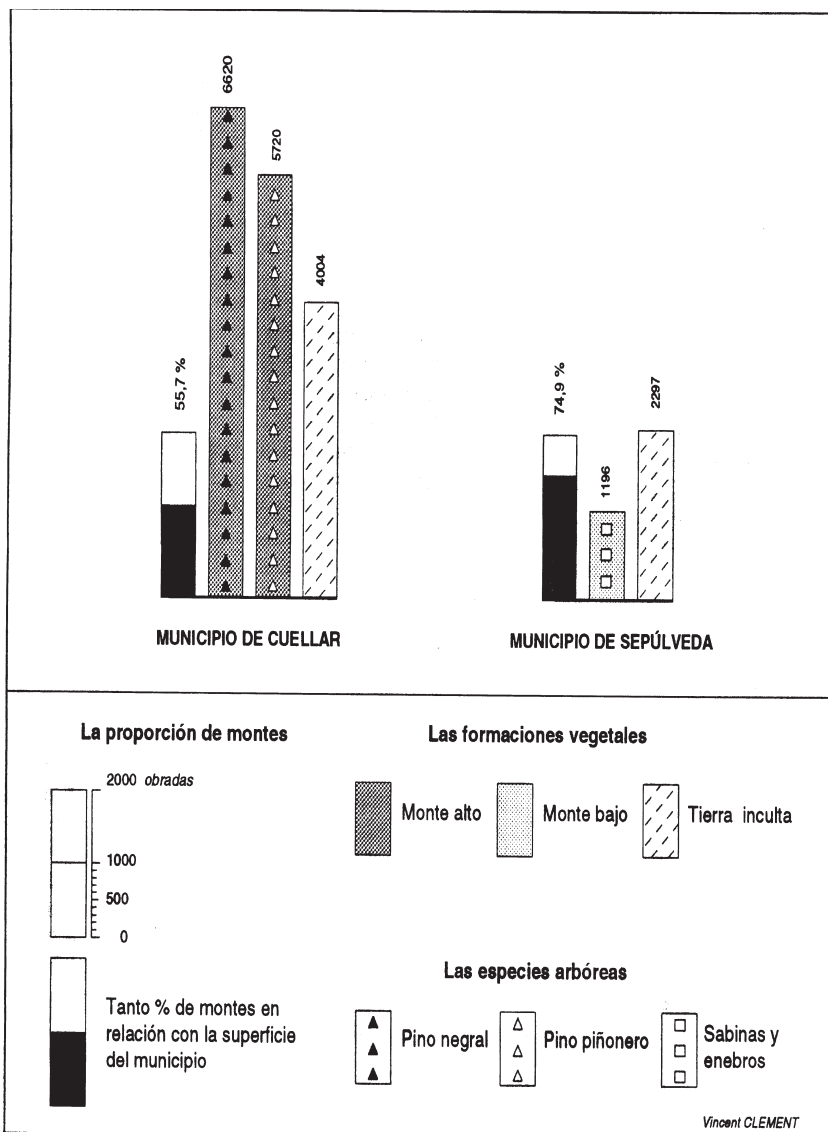 6620
5720
4004
55,7 %
74,9 %
1196
2297
MUNICIPIO DE CUELLAR
MUNICIPIO DE SEPÚLVEDA
La proporción de montes
2000 obradas
1000
500
0
Tanto % de montes en
relación con la superficie
del municipio
Las formaciones vegetales
Monte alto
Monte bajo
Tierra inculta
Las especies arbóreas
Pino negral
Pino piñonero
Sabinas y
enebros
Vincent CLEMENT